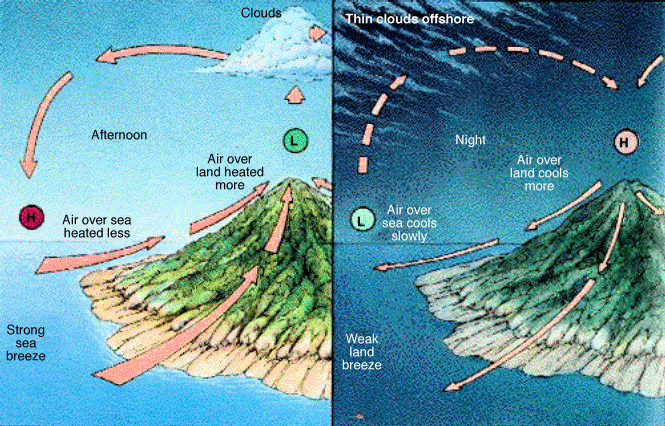 Clouds
Afternoon
L
Air over
land heated
more
H
Air over sea
heated less
Strong
sea
breeze
Thin clouds offshore
Night
H
Air over
land cools
more
L
Air over
sea cools
slowly
Weak
land
breeze